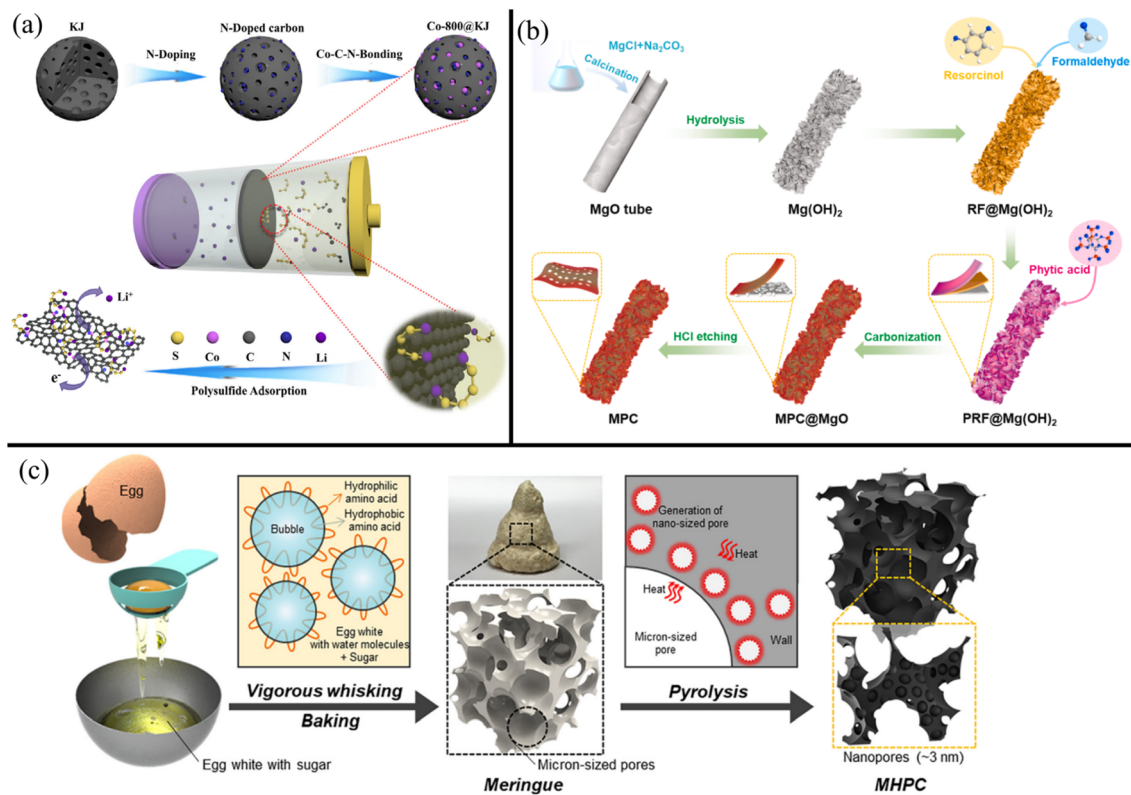 (a)
KJ
N-Doping
N-Doped carbon
Co-C-N-Bonding
Co-800@KJ
Li⁺
e⁻
S
Co
C
N
Li
Polysulfide Adsorption
(b)
MgCl+Na₂CO₃
Calcination
MgO tube
Hydrolysis
Mg(OH)₂
Resorcinol
Formaldehyde
RF@Mg(OH)₂
Phytic acid
PRF@Mg(OH)₂
Carbonization
MPC@MgO
HCl etching
MPC
(c)
Egg
Egg white with sugar
Hydrophilic
amino acid
Hydrophobic
amino acid
Bubble
Egg white
with water molecules
+ Sugar
Vigorous whisking
Baking
Micron-sized pores
Meringue
Generation of
nano-sized pore
Heat
Heat
Micron-sized
pore
Wall
Pyrolysis
Nanopores (~3 nm)
MHPC